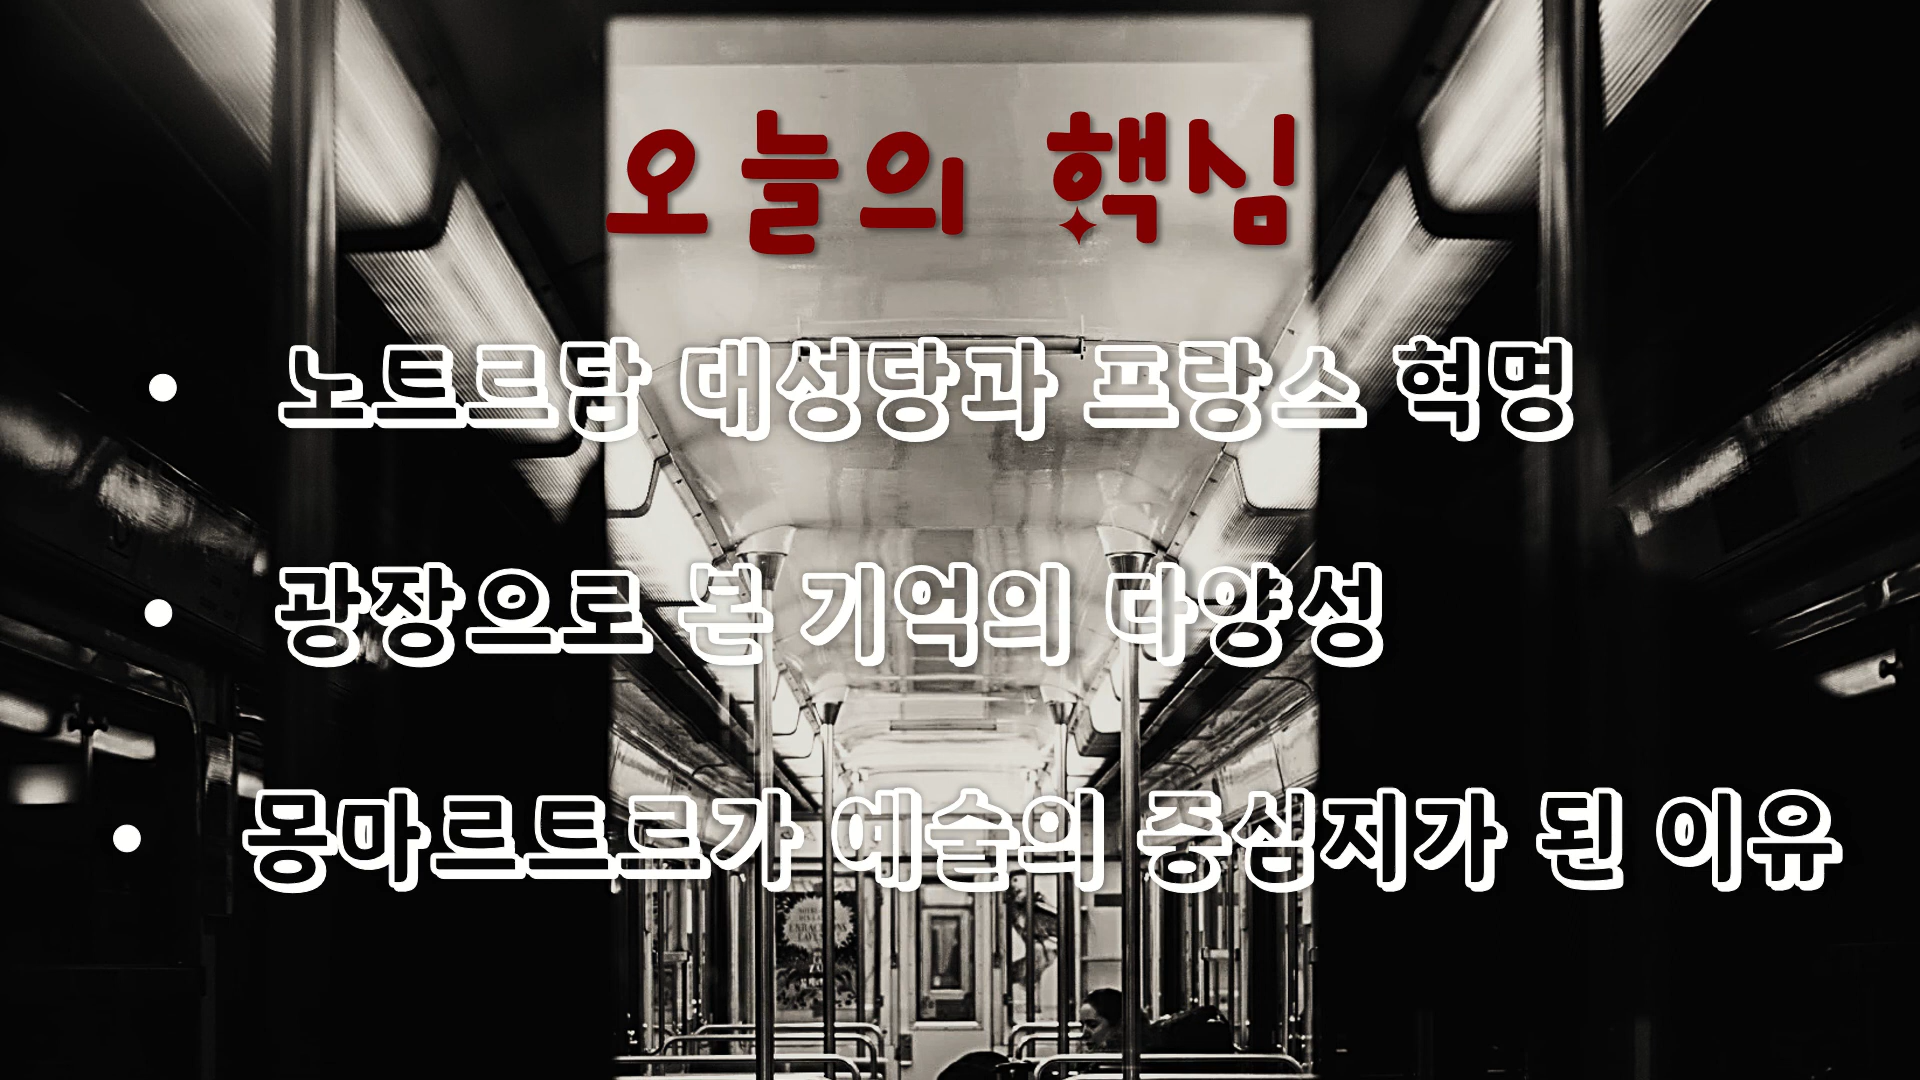 오늘의 핵심
• 노트르담 대성당과 프랑스 혁명
• 광장으로 본 기억의 다양성
• 몽마르트르가 예술의 중심지가 된 이유